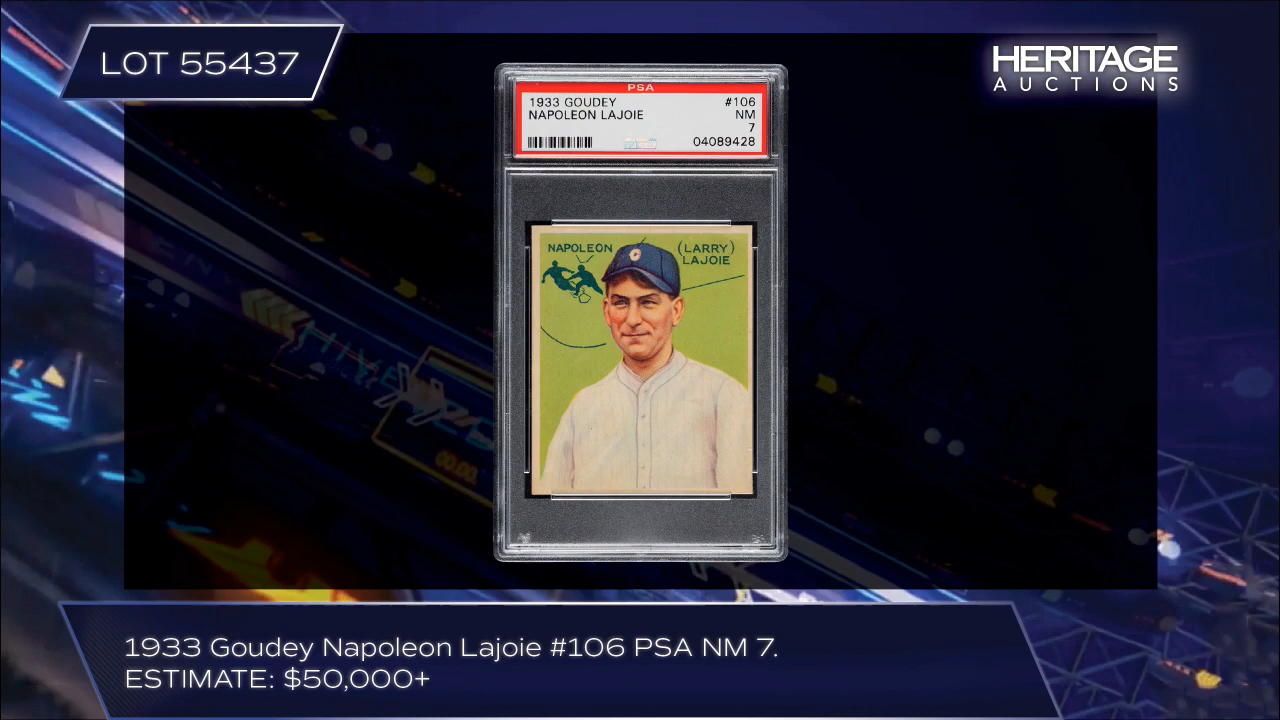 LOT 55437
HERITAGE
AUCTIONS
PSA
1933 GOUDEY #106
NAPOLEON LAJOIE NM
7
04089428
NAPOLEON (LARRY)
LAJOIE
1933 Goudey Napoleon Lajoie #106 PSA NM 7.
ESTIMATE: $50,000+